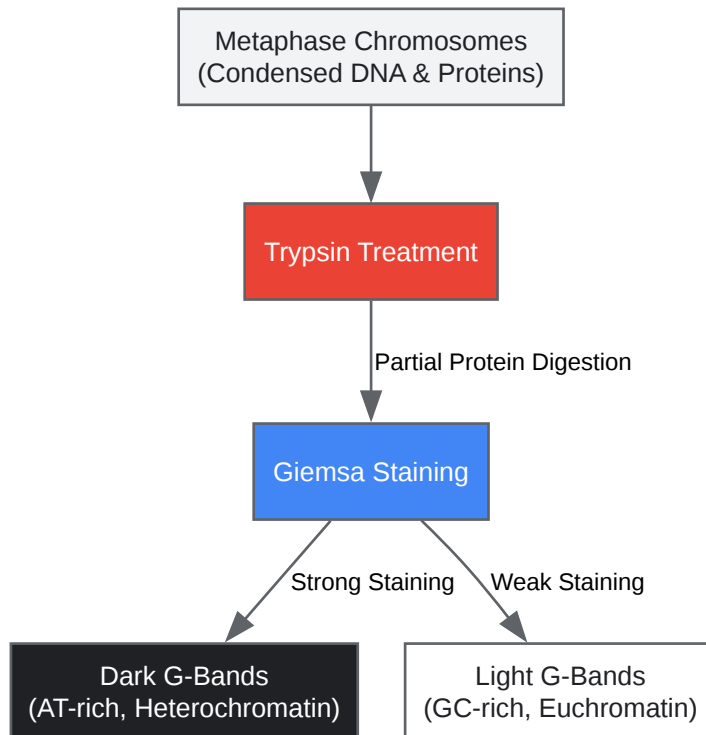 Metaphase Chromosomes
(Condensed DNA & Proteins)
Trypsin Treatment
Partial Protein Digestion
Giemsa Staining
Strong Staining
Weak Staining
Dark G-Bands
(AT-rich, Heterochromatin)
Light G-Bands
(GC-rich, Euchromatin)